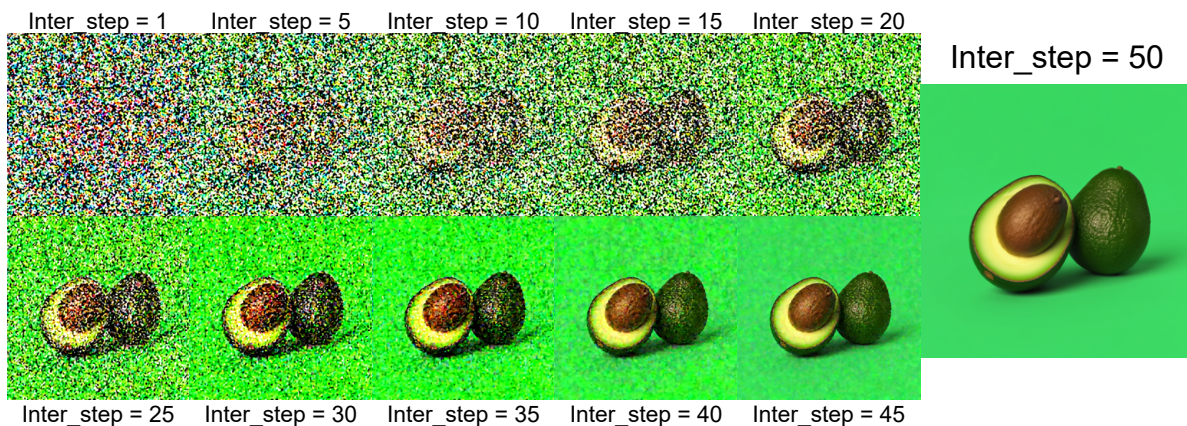 Inter_step = 1
Inter_step = 5
Inter_step = 10
Inter_step = 15
Inter_step = 20
Inter_step = 50
Inter_step = 25
Inter_step = 30
Inter_step = 35
Inter_step = 40
Inter_step = 45